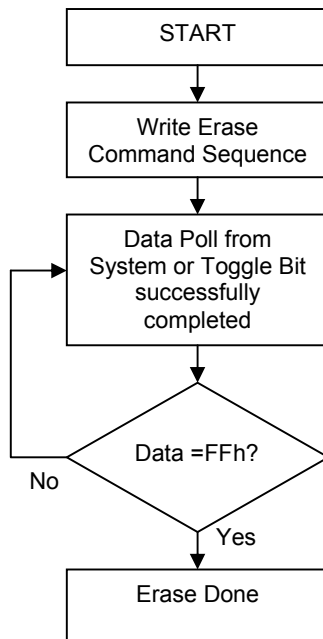 START
Write Erase
Command Sequence
Data Poll from
System or Toggle Bit
successfully
completed
Data =FFh?
No
Yes
Erase Done